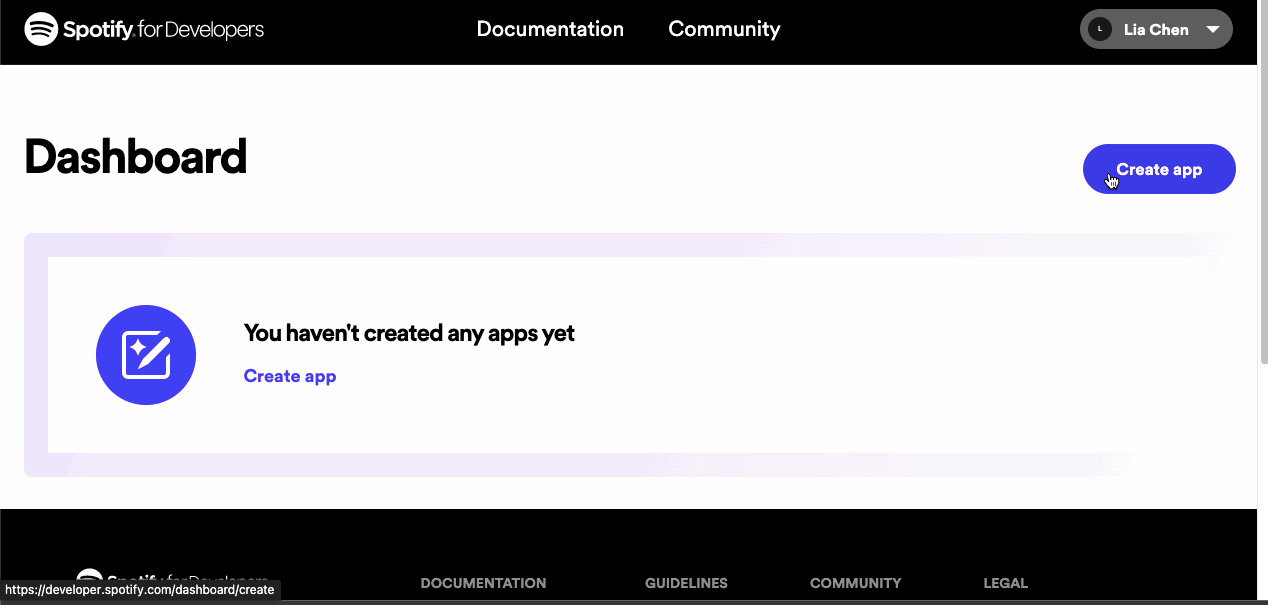 Spotify for Developers
Documentation
Community
L
Lia Chen
Dashboard
Create app
You haven't created any apps yet
Create app
Spotify for Developers
DOCUMENTATION
GUIDELINES
COMMUNITY
LEGAL
https://developer.spotify.com/dashboard/create